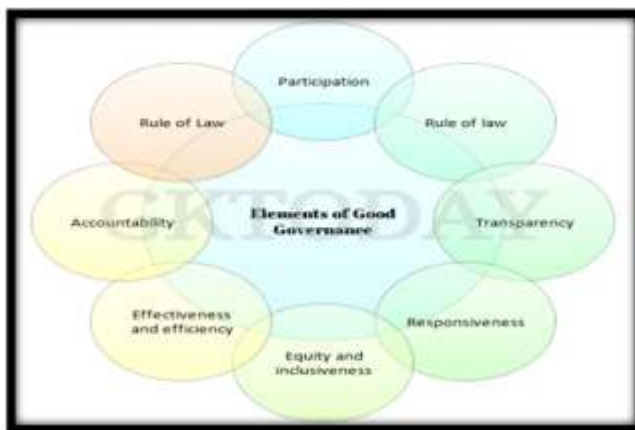 Participation
Rule of Law
Rule of law
GKTODAY
Accountability
Elements of Good
Governance
Transparency
Effectiveness
and efficiency
Responsiveness
Equity and
inclusiveness